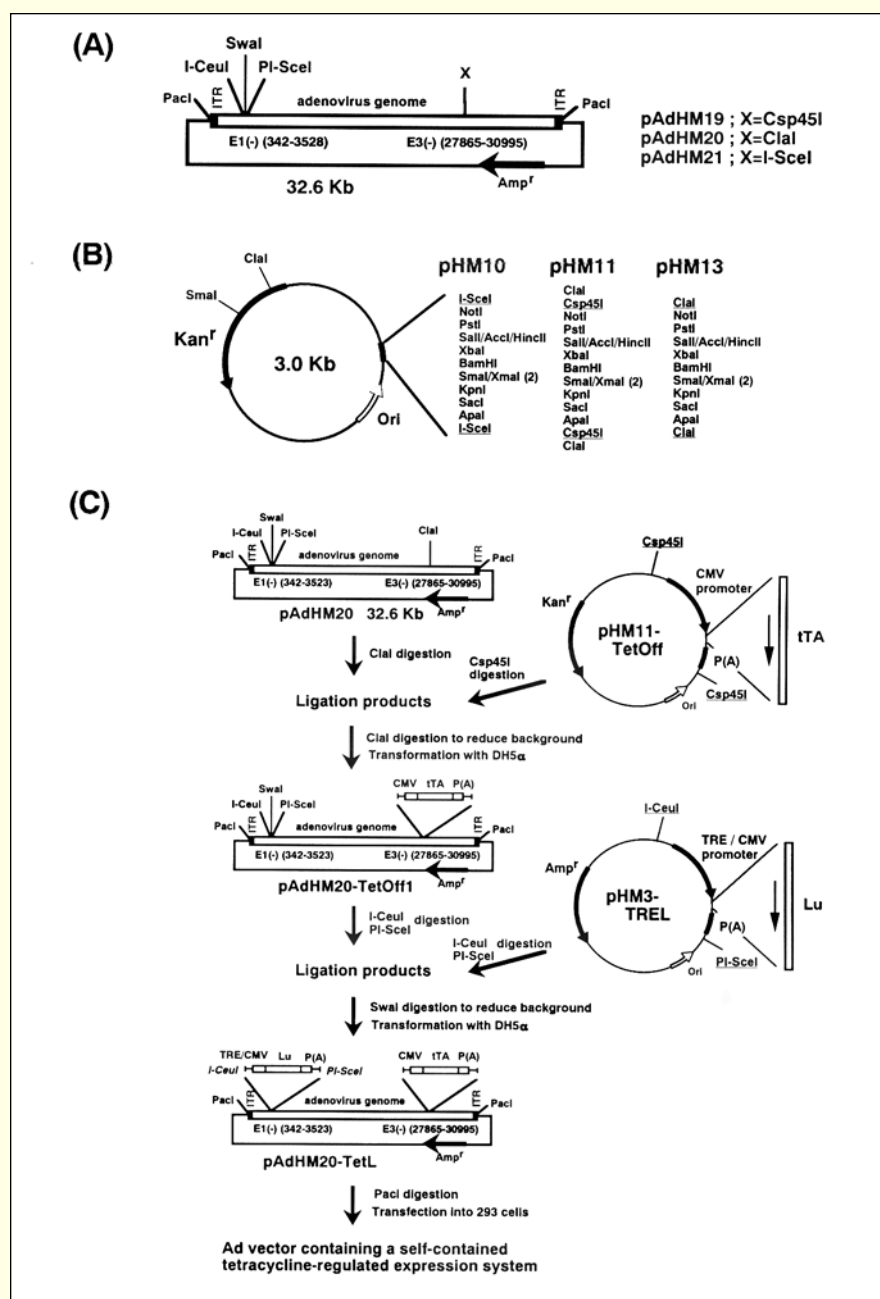 (A)
SwaI
I-CeuI
PI-SceI
X
PacI
ITR
adenovirus genome
ITR
PacI
E1(-) (342-3528)
E3(-) (27865-30995)
Ampr
32.6 Kb
pAdHM19 ; X=Csp45I
pAdHM20 ; X=ClaI
pAdHM21 ; X=I-SceI
(B)
ClaI
SmaI
Kanr
3.0 Kb
Ori
pHM10
I-SceI
NotI
PstI
SalI/AccI/HincII
XbaI
BamHI
SmaI/XmaI (2)
KpnI
SacI
ApaI
I-SceI
pHM11
ClaI
Csp45I
NotI
PstI
SalI/AccI/HincII
XbaI
BamHI
SmaI/XmaI (2)
KpnI
SacI
ApaI
Csp45I
ClaI
pHM13
ClaI
NotI
PstI
SalI/AccI/HincII
XbaI
BamHI
SmaI/XmaI (2)
KpnI
SacI
ApaI
ClaI
(C)
SwaI
I-CeuI
PI-SceI
ClaI
PacI
ITR
adenovirus genome
ITR
PacI
E1(-) (342-3523)
E3(-) (27865-30995)
Ampr
pAdHM20 32.6 Kb
Csp45I
CMV
promoter
Kanr
pHM11-
TetOff
tTA
P(A)
Csp45I
Ori
ClaI digestion
Csp45I
digestion
Ligation products
ClaI digestion to reduce background
Transformation with DH5α
CMV tTA P(A)
SwaI
I-CeuI
PI-SceI
PacI
ITR
adenovirus genome
ITR
PacI
E1(-) (342-3523)
E3(-) (27865-30995)
Ampr
pAdHM20-TetOff1
I-CeuI
TRE / CMV
promoter
Ampr
pHM3-
TREL
Lu
P(A)
PI-SceI
Ori
I-CeuI
PI-SceI
digestion
I-CeuI
PI-SceI
digestion
Ligation products
SwaI digestion to reduce background
Transformation with DH5α
TRE/CMV Lu P(A)
I-CeuI
PI-SceI
CMV tTA P(A)
PacI
ITR
adenovirus genome
ITR
PacI
E1(-) (342-3523)
E3(-) (27865-30995)
Ampr
pAdHM20-TetL
PacI digestion
Transfection into 293 cells
Ad vector containing a self-contained
tetracycline-regulated expression system